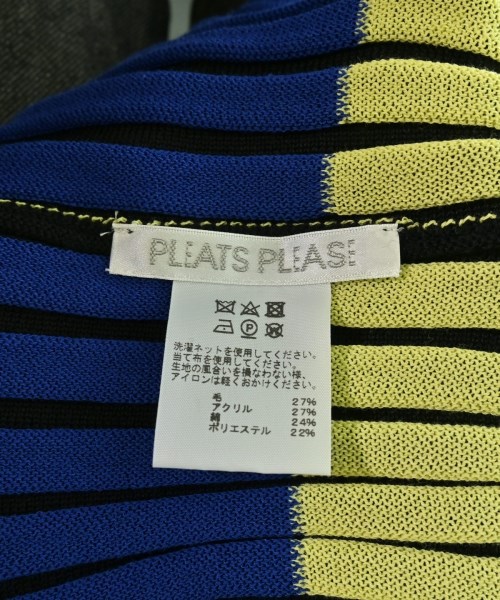 PLEATS PLEASE
洗濯ネットを使用してください。
当て布を使用してください。
生地の風合いを損なわない様、
アイロンは軽くおかけください。
毛 27%
アクリル 27%
綿 24%
ポリエステル 22%